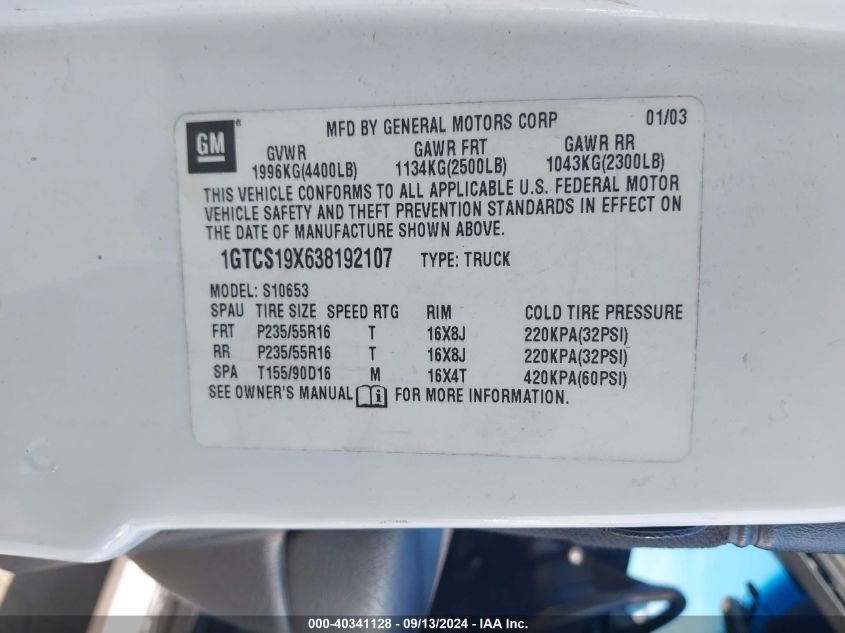 GM®
MFD BY GENERAL MOTORS CORP 01/03
GVWR GAWR FRT GAWR RR
1996KG(4400LB) 1134KG(2500LB) 1043KG(2300LB)
THIS VEHICLE CONFORMS TO ALL APPLICABLE U.S. FEDERAL MOTOR
VEHICLE SAFETY AND THEFT PREVENTION STANDARDS IN EFFECT ON
THE DATE OF MANUFACTURE SHOWN ABOVE.
1GTCS19X638192107 TYPE: TRUCK
MODEL: S10653
SPAU TIRE SIZE SPEED RTG RIM COLD TIRE PRESSURE
FRT P235/55R16 T 16X8J 220KPA(32PSI)
RR P235/55R16 T 16X8J 220KPA(32PSI)
SPA T155/90D16 M 16X4T 420KPA(60PSI)
SEE OWNER'S MANUAL i FOR MORE INFORMATION.
000-40341128 - 09/13/2024 - IAA Inc.